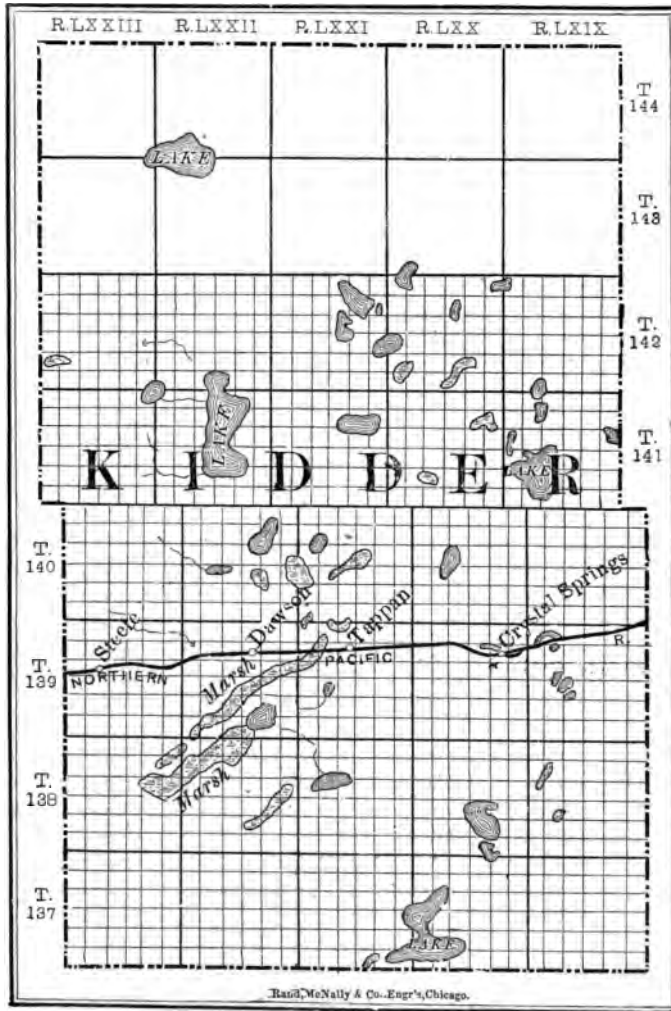 R.LXXIII R.LXXII R.LXXI R.LXX R.LXIX
T
144
LAKE
T.
143
T.
142
LAKE
T.
141
LAKE
KIDDER
T.
140
Steele
Dawson
Tappan
Crystal Springs
T.
139
NORTHERN
PACIFIC
R.
Marsh
Marsh
T.
138
T.
137
LAKE
Rand, McNally & Co., Engr's, Chicago.